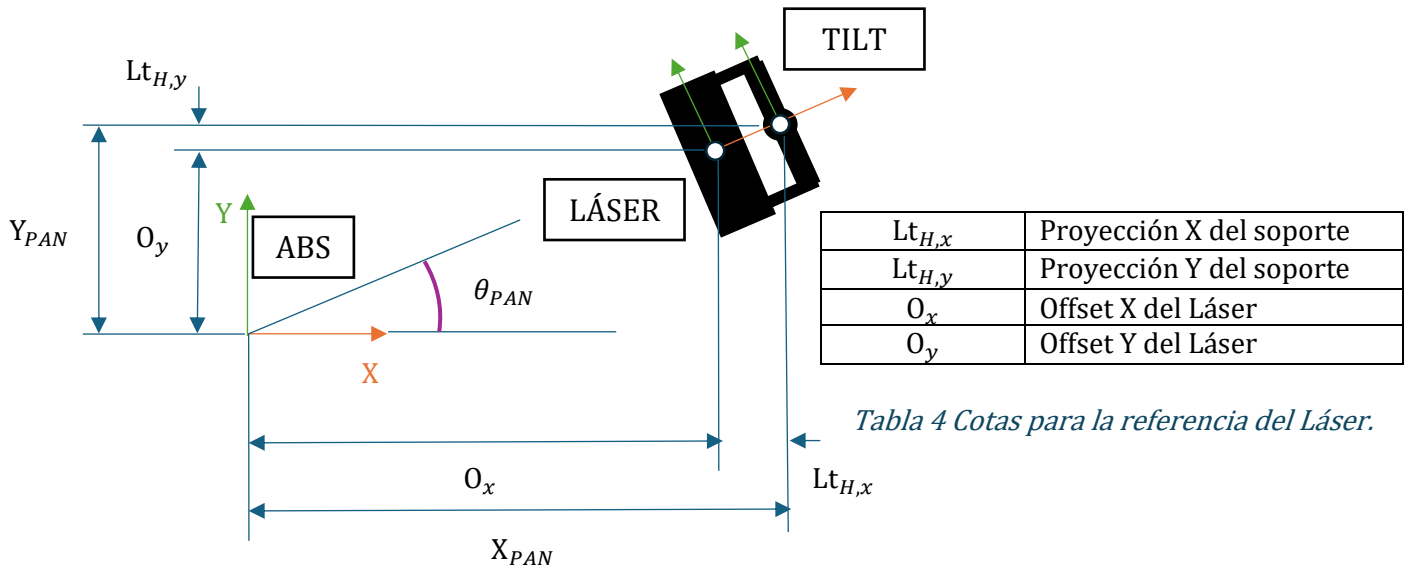 TILT
Lt_{H,y}
Y_{PAN}
O_y
Y
ABS
LÁSER
θ_{PAN}
X
O_x
Lt_{H,x}
X_{PAN}
Lt_{H,x} Proyección X del soporte
Lt_{H,y} Proyección Y del soporte
O_x Offset X del Láser
O_y Offset Y del Láser
Tabla 4 Cotas para la referencia del Láser.